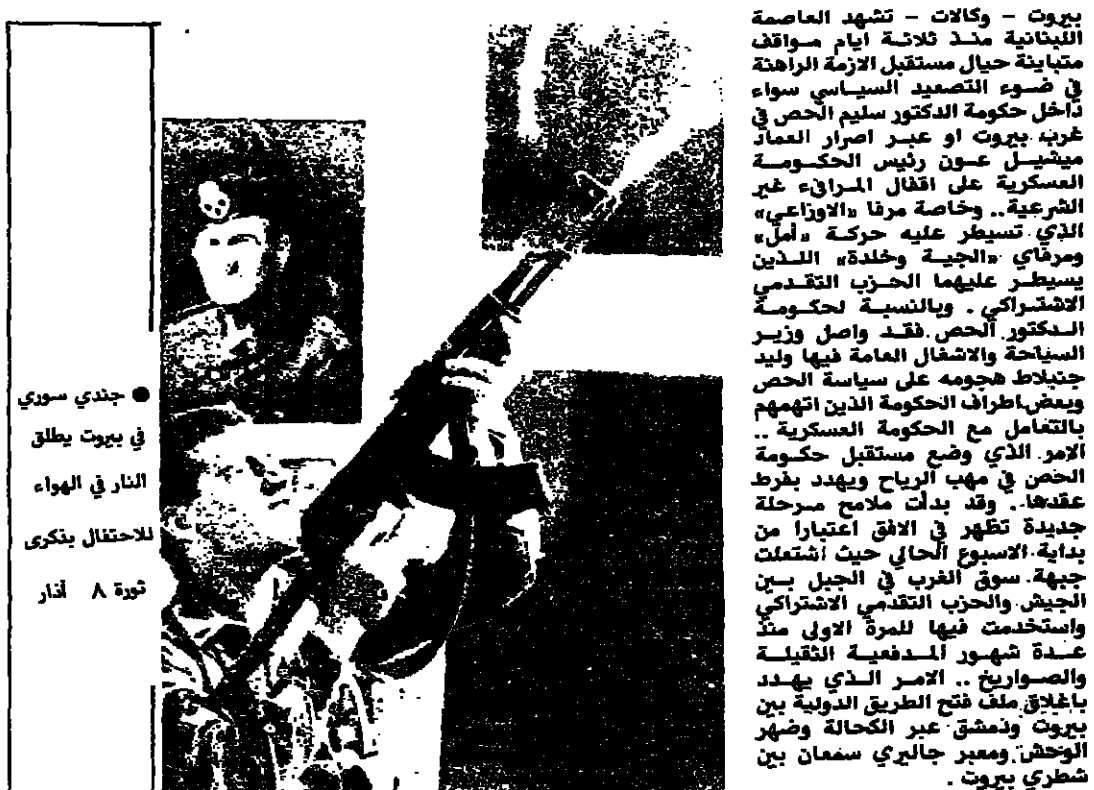 بيروت – وكالات – تشهد العاصمة
اللبنانية منذ ثلاثة ايام مواقف
متباينة حيال مستقبل الازمة الراهنة
في ضوء التصعيد السياسي سواء
داخل حكومة الدكتور سليم الحص في
غرب بيروت او عبر اصرار العماد
ميشيل عون رئيس الحكومة
العسكرية على اقفال المرافىء غير
الشرعية.. وخاصة مرفا «الاوزاعي»
الذي تسيطر عليه حركة «أمل»
ومرفاي «الجية وخلدة» اللذين
يسيطر عليهما الحزب التقدمي
الاشتراكي . وبالنسبة لحكومة
الدكتور الحص فقد واصل وزير
السياحة والاشغال العامة فيها وليد
جنبلاط هجومه على سياسة الحص
وبعض اطراف الحكومة الذين اتهمهم
بالتعامل مع الحكومة العسكرية ..
الامر الذي وضع مستقبل حكومة
الحص في مهب الرياح ويهدد بفرط
عقدها.. وقد بدأت ملامح مرحلة
جديدة تظهر في الافق اعتبارا من
بداية الاسبوع الحالي حيث اشتعلت
جبهة سوق الغرب في الجبل بين
الجيش والحزب التقدمي الاشتراكي
واستخدمت فيها للمرة الاولى منذ
عدة شهور المدفعية الثقيلة
والصواريخ .. الامر الذي يهدد
باغلاق ملف فتح الطريق الدولية بين
بيروت ودمشق عبر الكحالة وضهر
الوحش ومعبر جاليري سمعان بين
شطري بيروت .
● جندي سوري
في بيروت يطلق
النار في الهواء
للاحتفال بذكرى
ثورة ٨ أذار